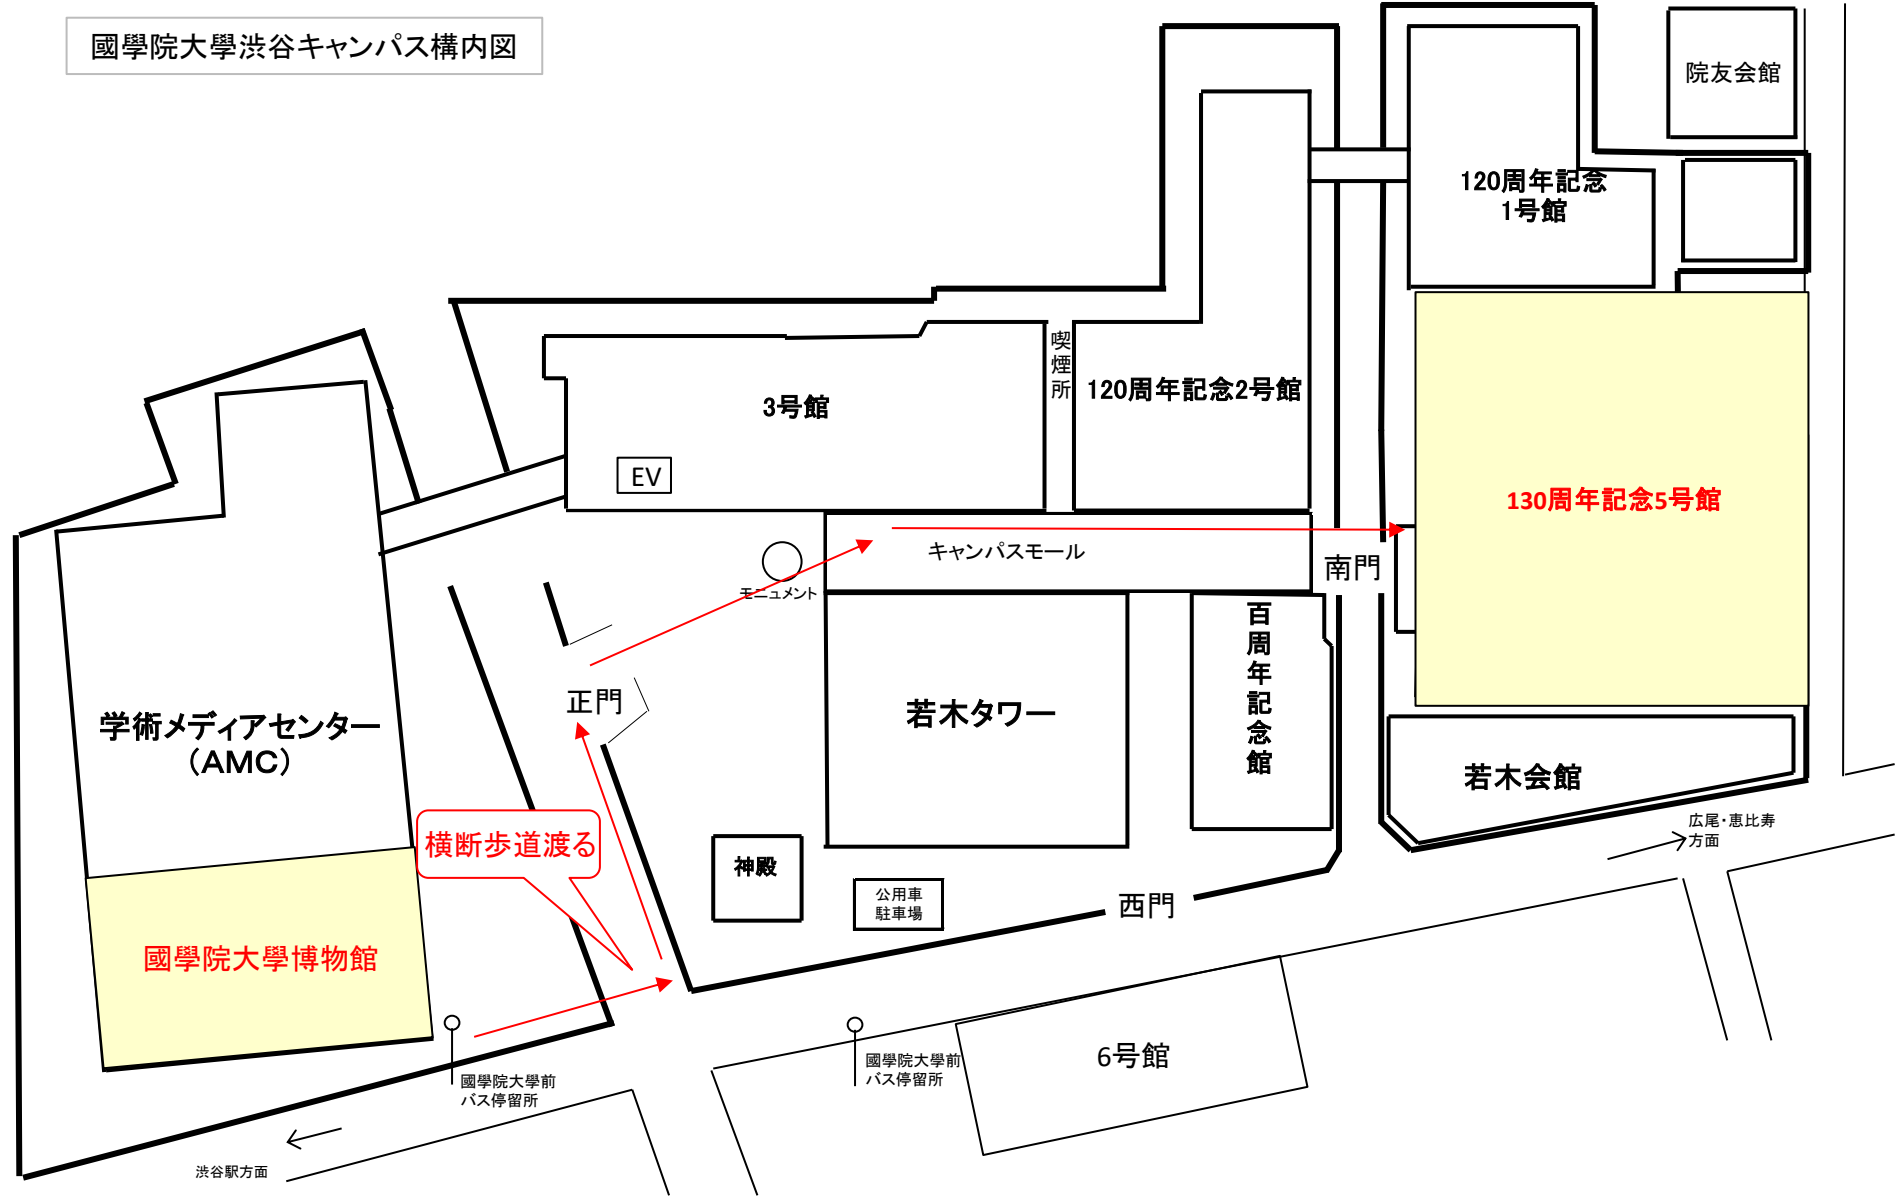 國學院大學渋谷キャンパス構内図
院友会館
120周年記念
1号館
喫煙所
3号館
120周年記念2号館
EV
130周年記念5号館
キャンパスモール
南門
モニュメント
百周年記念館
正門
若木タワー
学術メディアセンター
（AMC）
若木会館
横断歩道渡る
広尾・恵比寿
方面
神殿
公用車
駐車場
西門
國學院大學博物館
6号館
國學院大學前
バス停留所
國學院大學前
バス停留所
渋谷駅方面